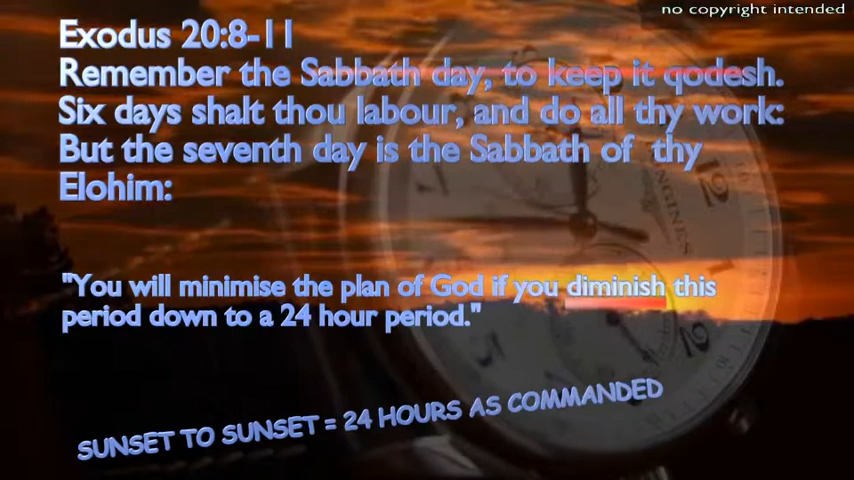 no copyright intended
Exodus 20:8-11
Remember the Sabbath day, to keep it qodesh.
Six days shalt thou labour, and do all thy work:
But the seventh day is the Sabbath of thy
Elohim:
"You will minimise the plan of God if you diminish this
period down to a 24 hour period."
SUNSET TO SUNSET = 24 HOURS AS COMMANDED
LONGINES
12
10